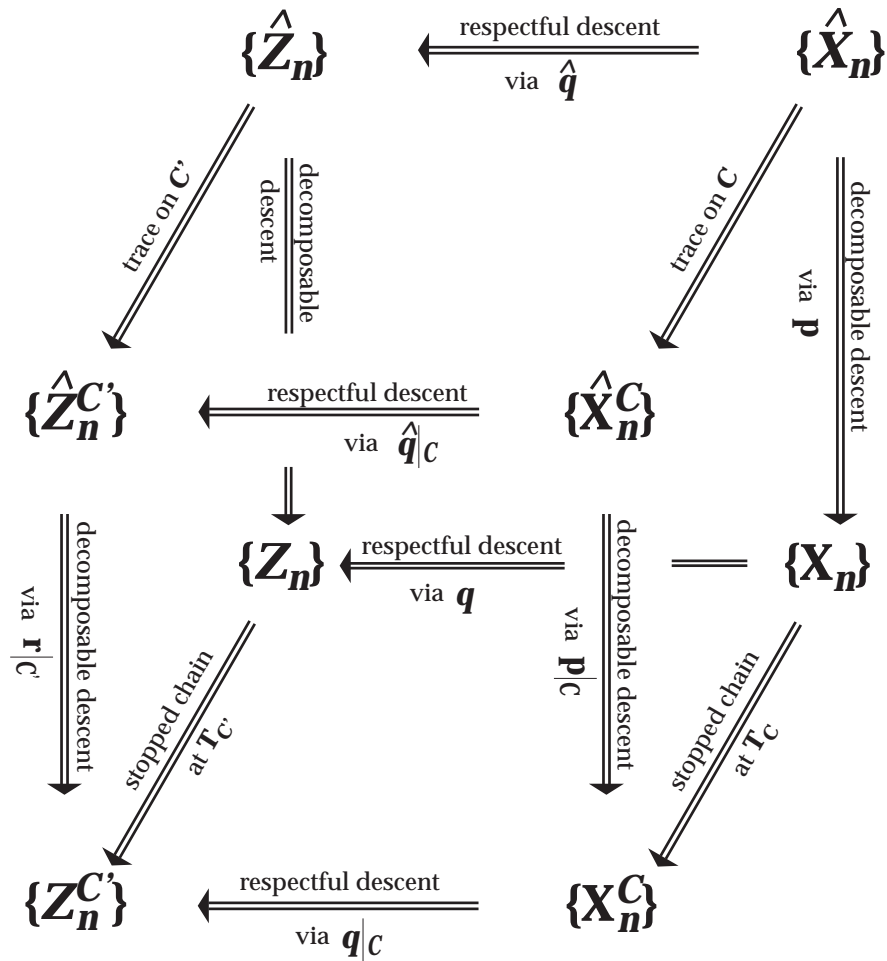 {Ẑₙ}
respectful descent
via q̂
{X̂ₙ}
trace on C’
decomposable
descent
trace on C
decomposable descent
via p
{Ẑₙ^C’}
respectful descent
via q̂|C
{X̂ₙ^C}
decomposable descent
via r|C’
{Zₙ}
respectful descent
via q
decomposable descent
via p|C
{Xₙ}
stopped chain
at T_C’
stopped chain
at T_C
{Zₙ^C’}
respectful descent
via q|C
{Xₙ^C}